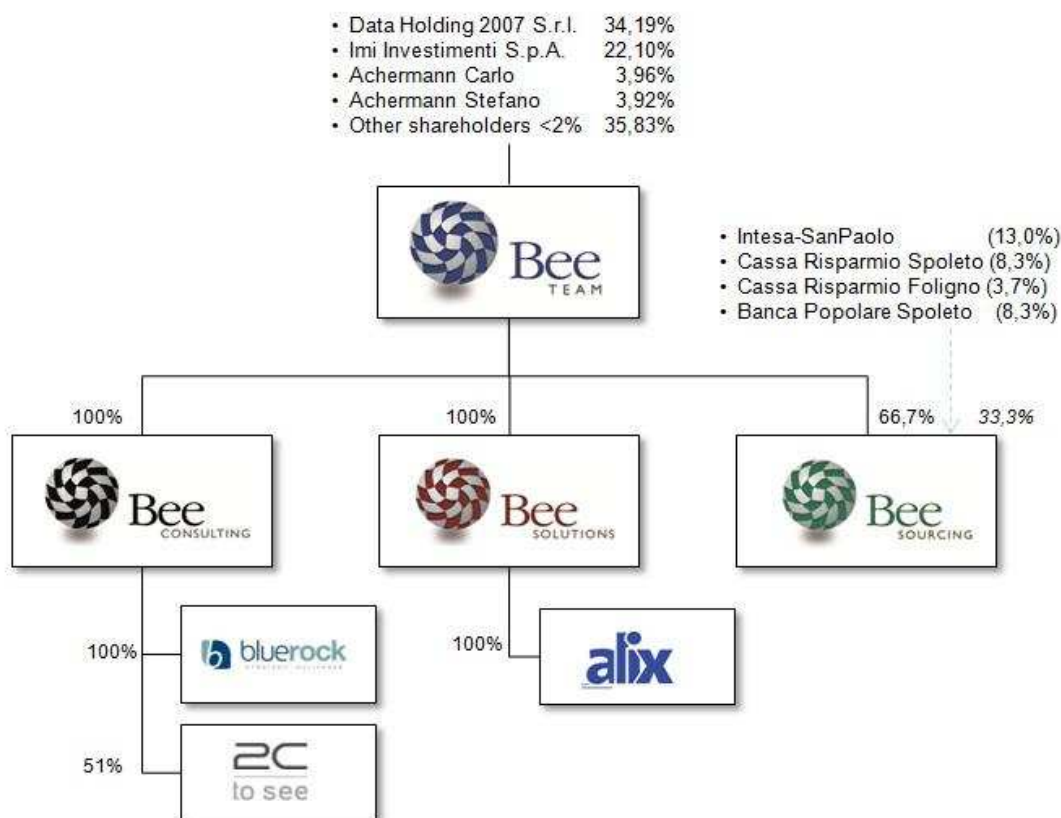 • Data Holding 2007 S.r.l. 34,19%
• Imi Investimenti S.p.A. 22,10%
• Achermann Carlo 3,96%
• Achermann Stefano 3,92%
• Other shareholders <2% 35,83%
Bee
TEAM
• Intesa-SanPaolo (13,0%)
• Cassa Risparmio Spoleto (8,3%)
• Cassa Risparmio Foligno (3,7%)
• Banca Popolare Spoleto (8,3%)
100%
100%
66,7% 33,3%
Bee
CONSULTING
Bee
SOLUTIONS
Bee
SOURCING
100%
b bluerock
100%
alix
51%
2C
to see